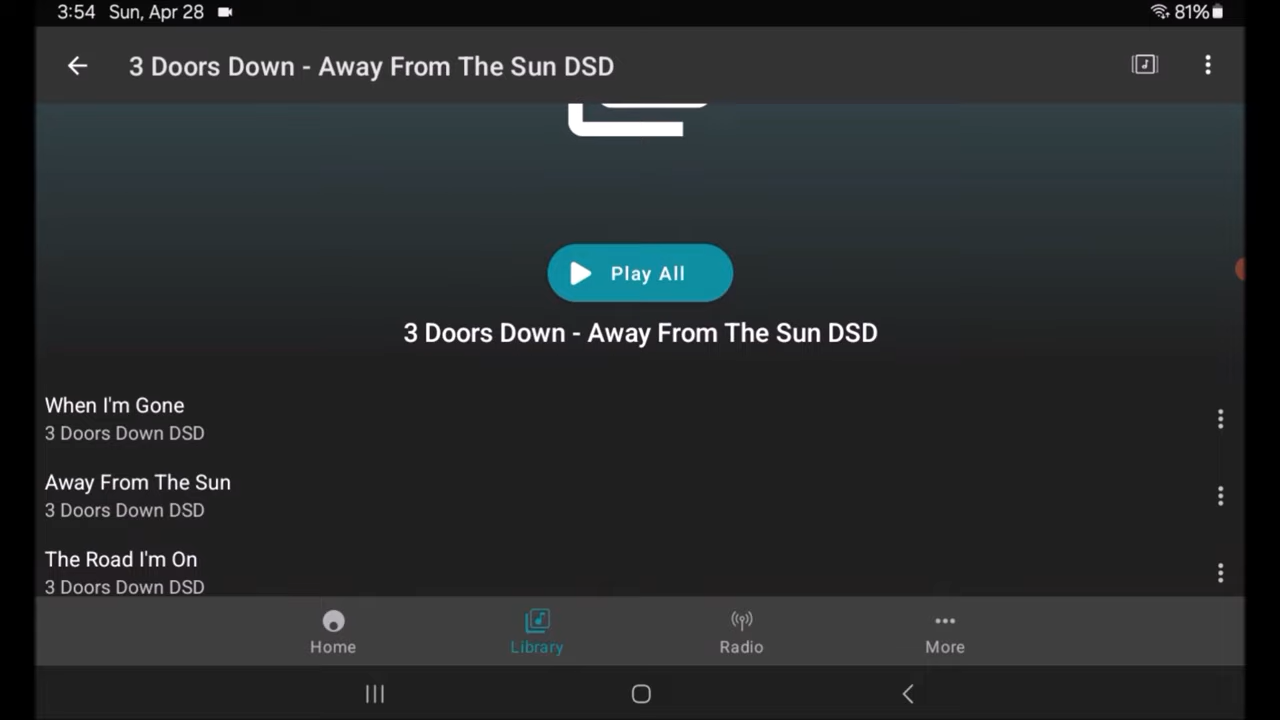 3:54 Sun, Apr 28 81%
3 Doors Down - Away From The Sun DSD
Play All
3 Doors Down - Away From The Sun DSD
When I'm Gone
3 Doors Down DSD
Away From The Sun
3 Doors Down DSD
The Road I'm On
3 Doors Down DSD
Home Library Radio More